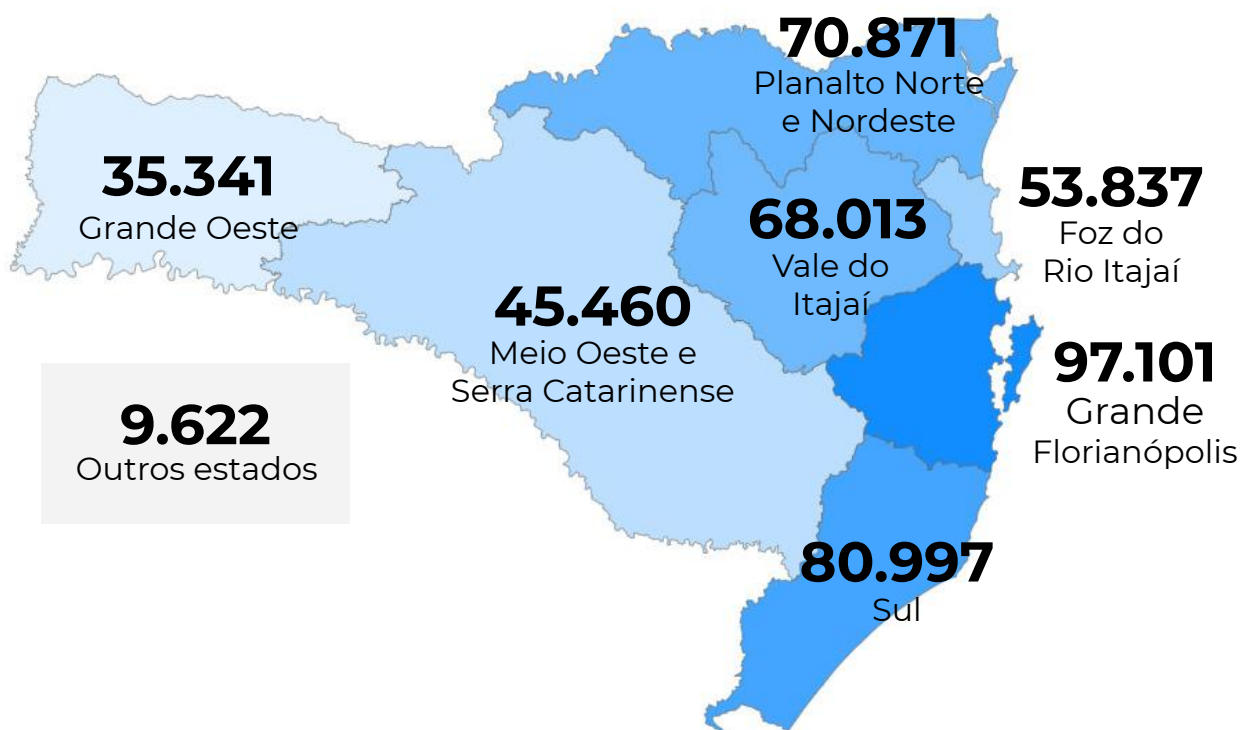 70.871
Planalto Norte
e Nordeste
35.341
Grande Oeste
68.013
Vale do
Itajaí
53.837
Foz do
Rio Itajaí
45.460
Meio Oeste e
Serra Catarinense
97.101
Grande
Florianópolis
9.622
Outros estados
80.997
Sul